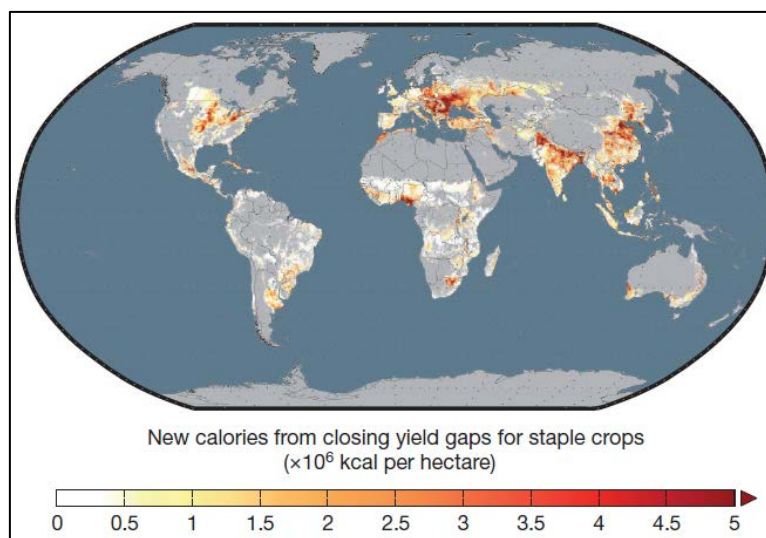 New calories from closing yield gaps for staple crops
(×10⁶ kcal per hectare)
0 0.5 1 1.5 2 2.5 3 3.5 4 4.5 5